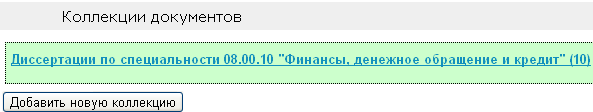 Коллекции документов
Диссертации по специальности 08.00.10 "Финансы, денежное обращение и кредит" (10)
Добавить новую коллекцию